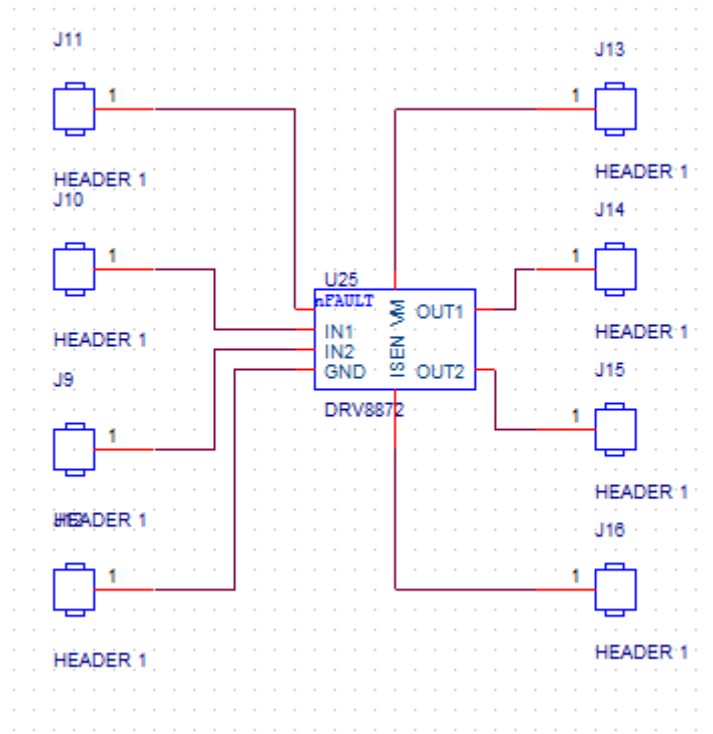 J11
1
HEADER 1
J10
1
HEADER 1
J9
1
HEADER 1
1
HEADER 1
U25
nFAULT
IN1
IN2
GND
ISEN
VM
OUT1
OUT2
DRV8872
J13
1
HEADER 1
J14
1
HEADER 1
J15
1
HEADER 1
J16
1
HEADER 1